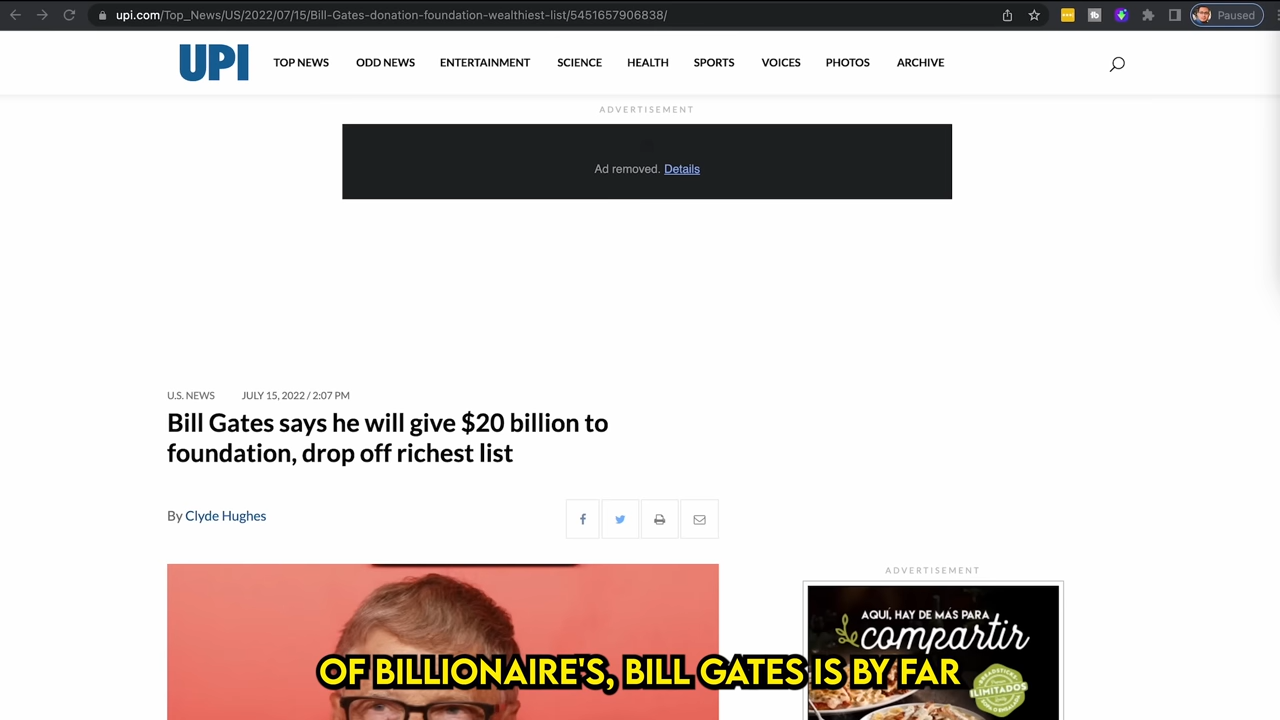 upi.com/Top_News/US/2022/07/15/Bill-Gates-donation-foundation-wealthiest-list/5451657906838/
Paused
UPI
TOP NEWS ODD NEWS ENTERTAINMENT SCIENCE HEALTH SPORTS VOICES PHOTOS ARCHIVE
ADVERTISEMENT
Ad removed. Details
U.S. NEWS JULY 15, 2022 / 2:07 PM
Bill Gates says he will give $20 billion to
foundation, drop off richest list
By Clyde Hughes
ADVERTISEMENT
AQUÍ, HAY DE MÁS PARA
compartir
OF BILLIONAIRE'S, BILL GATES IS BY FAR
BREADSTICKS
ILIMITADOS